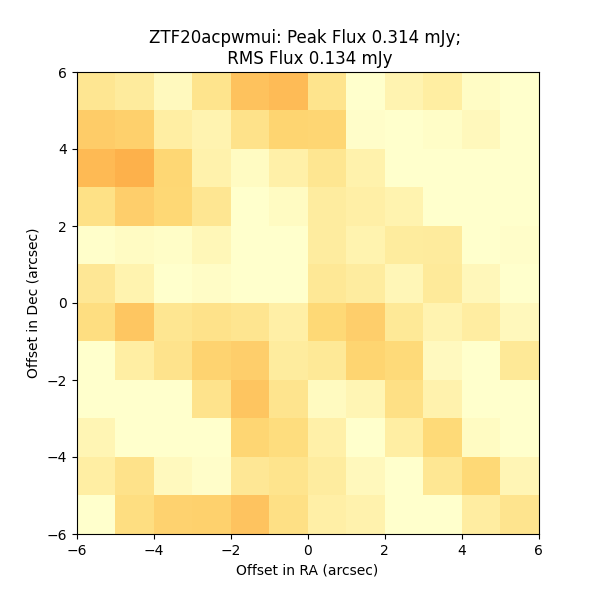 ZTF20acpwmui: Peak Flux 0.314 mJy;
RMS Flux 0.134 mJy
6
4
2
0
−2
−4
−6
Offset in Dec (arcsec)
−6 −4 −2 0 2 4 6
Offset in RA (arcsec)